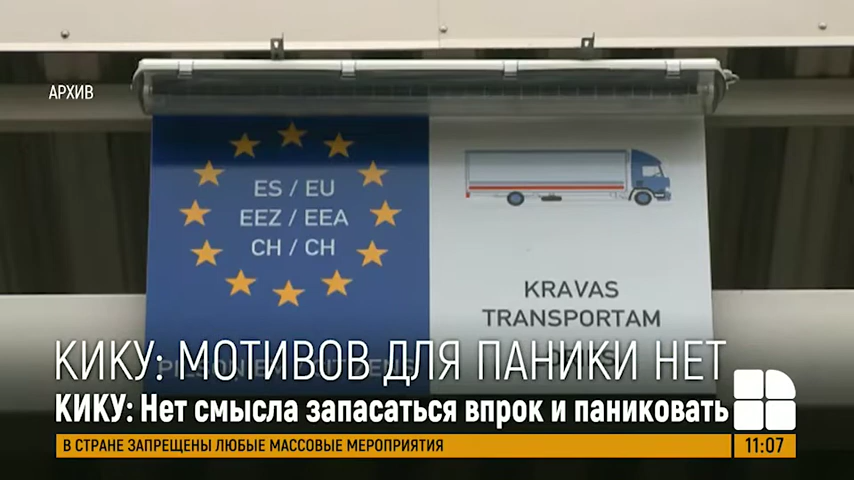 АРХИВ
ES / EU
EEZ / EEA
CH / CH
KRAVAS
TRANSPORTAM
КИКУ: МОТИВОВ ДЛЯ ПАНИКИ НЕТ
КИКУ: Нет смысла запасаться впрок и паниковать
В СТРАНЕ ЗАПРЕЩЕНЫ ЛЮБЫЕ МАССОВЫЕ МЕРОПРИЯТИЯ
11:07